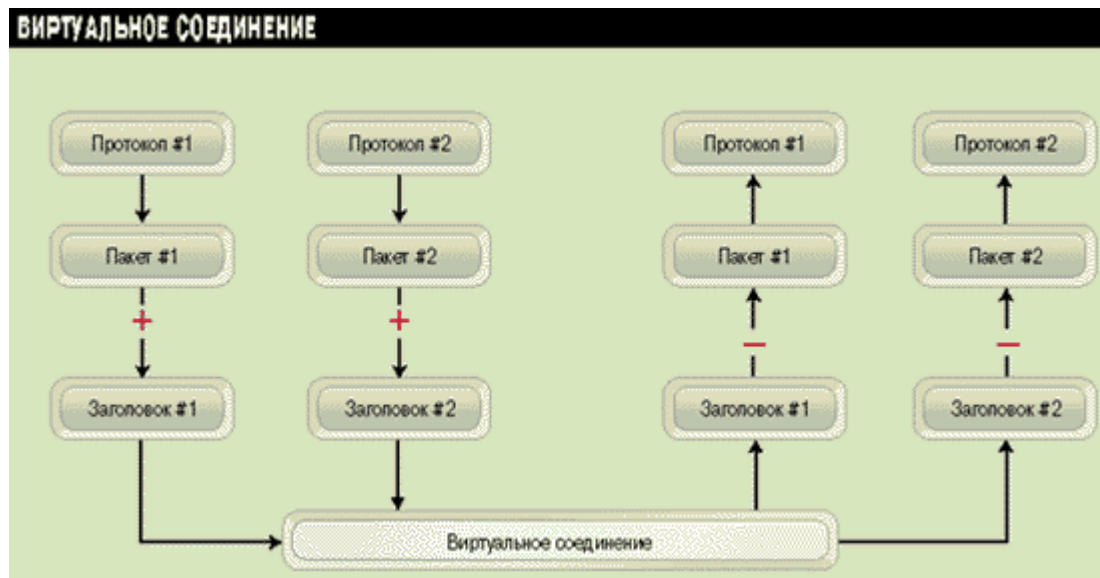 ВИРТУАЛЬНОЕ СОЕДИНЕНИЕ
Протокол #1
Протокол #2
Протокол #1
Протокол #2
Пакет #1
Пакет #2
Пакет #1
Пакет #2
+
+
–
–
Заголовок #1
Заголовок #2
Заголовок #1
Заголовок #2
Виртуальное соединение